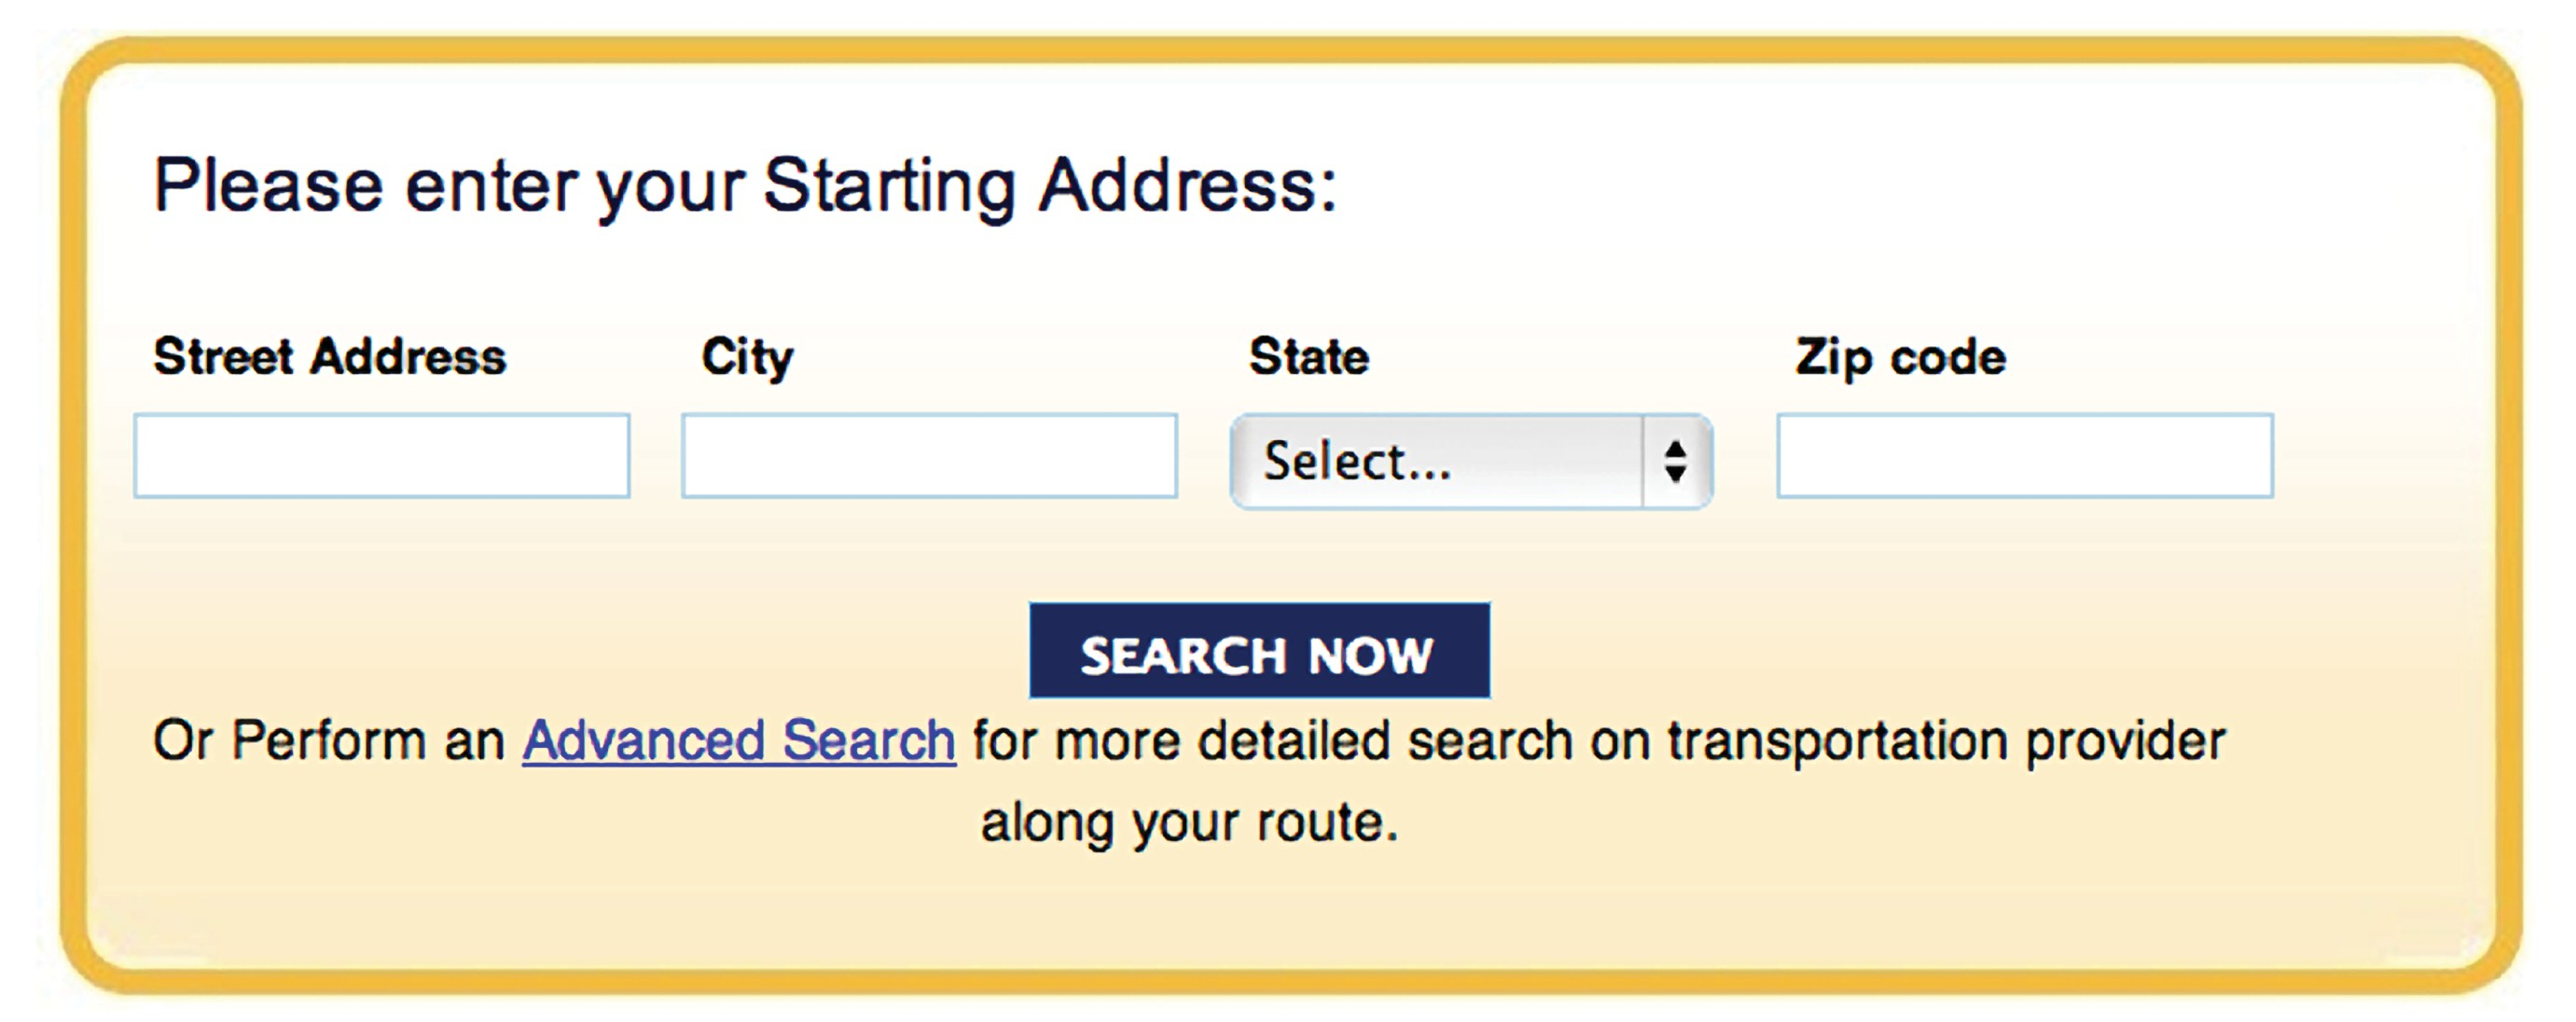 Please enter your Starting Address:
Street Address City State Zip code
Select...
SEARCH NOW
Or Perform an Advanced Search for more detailed search on transportation provider
along your route.